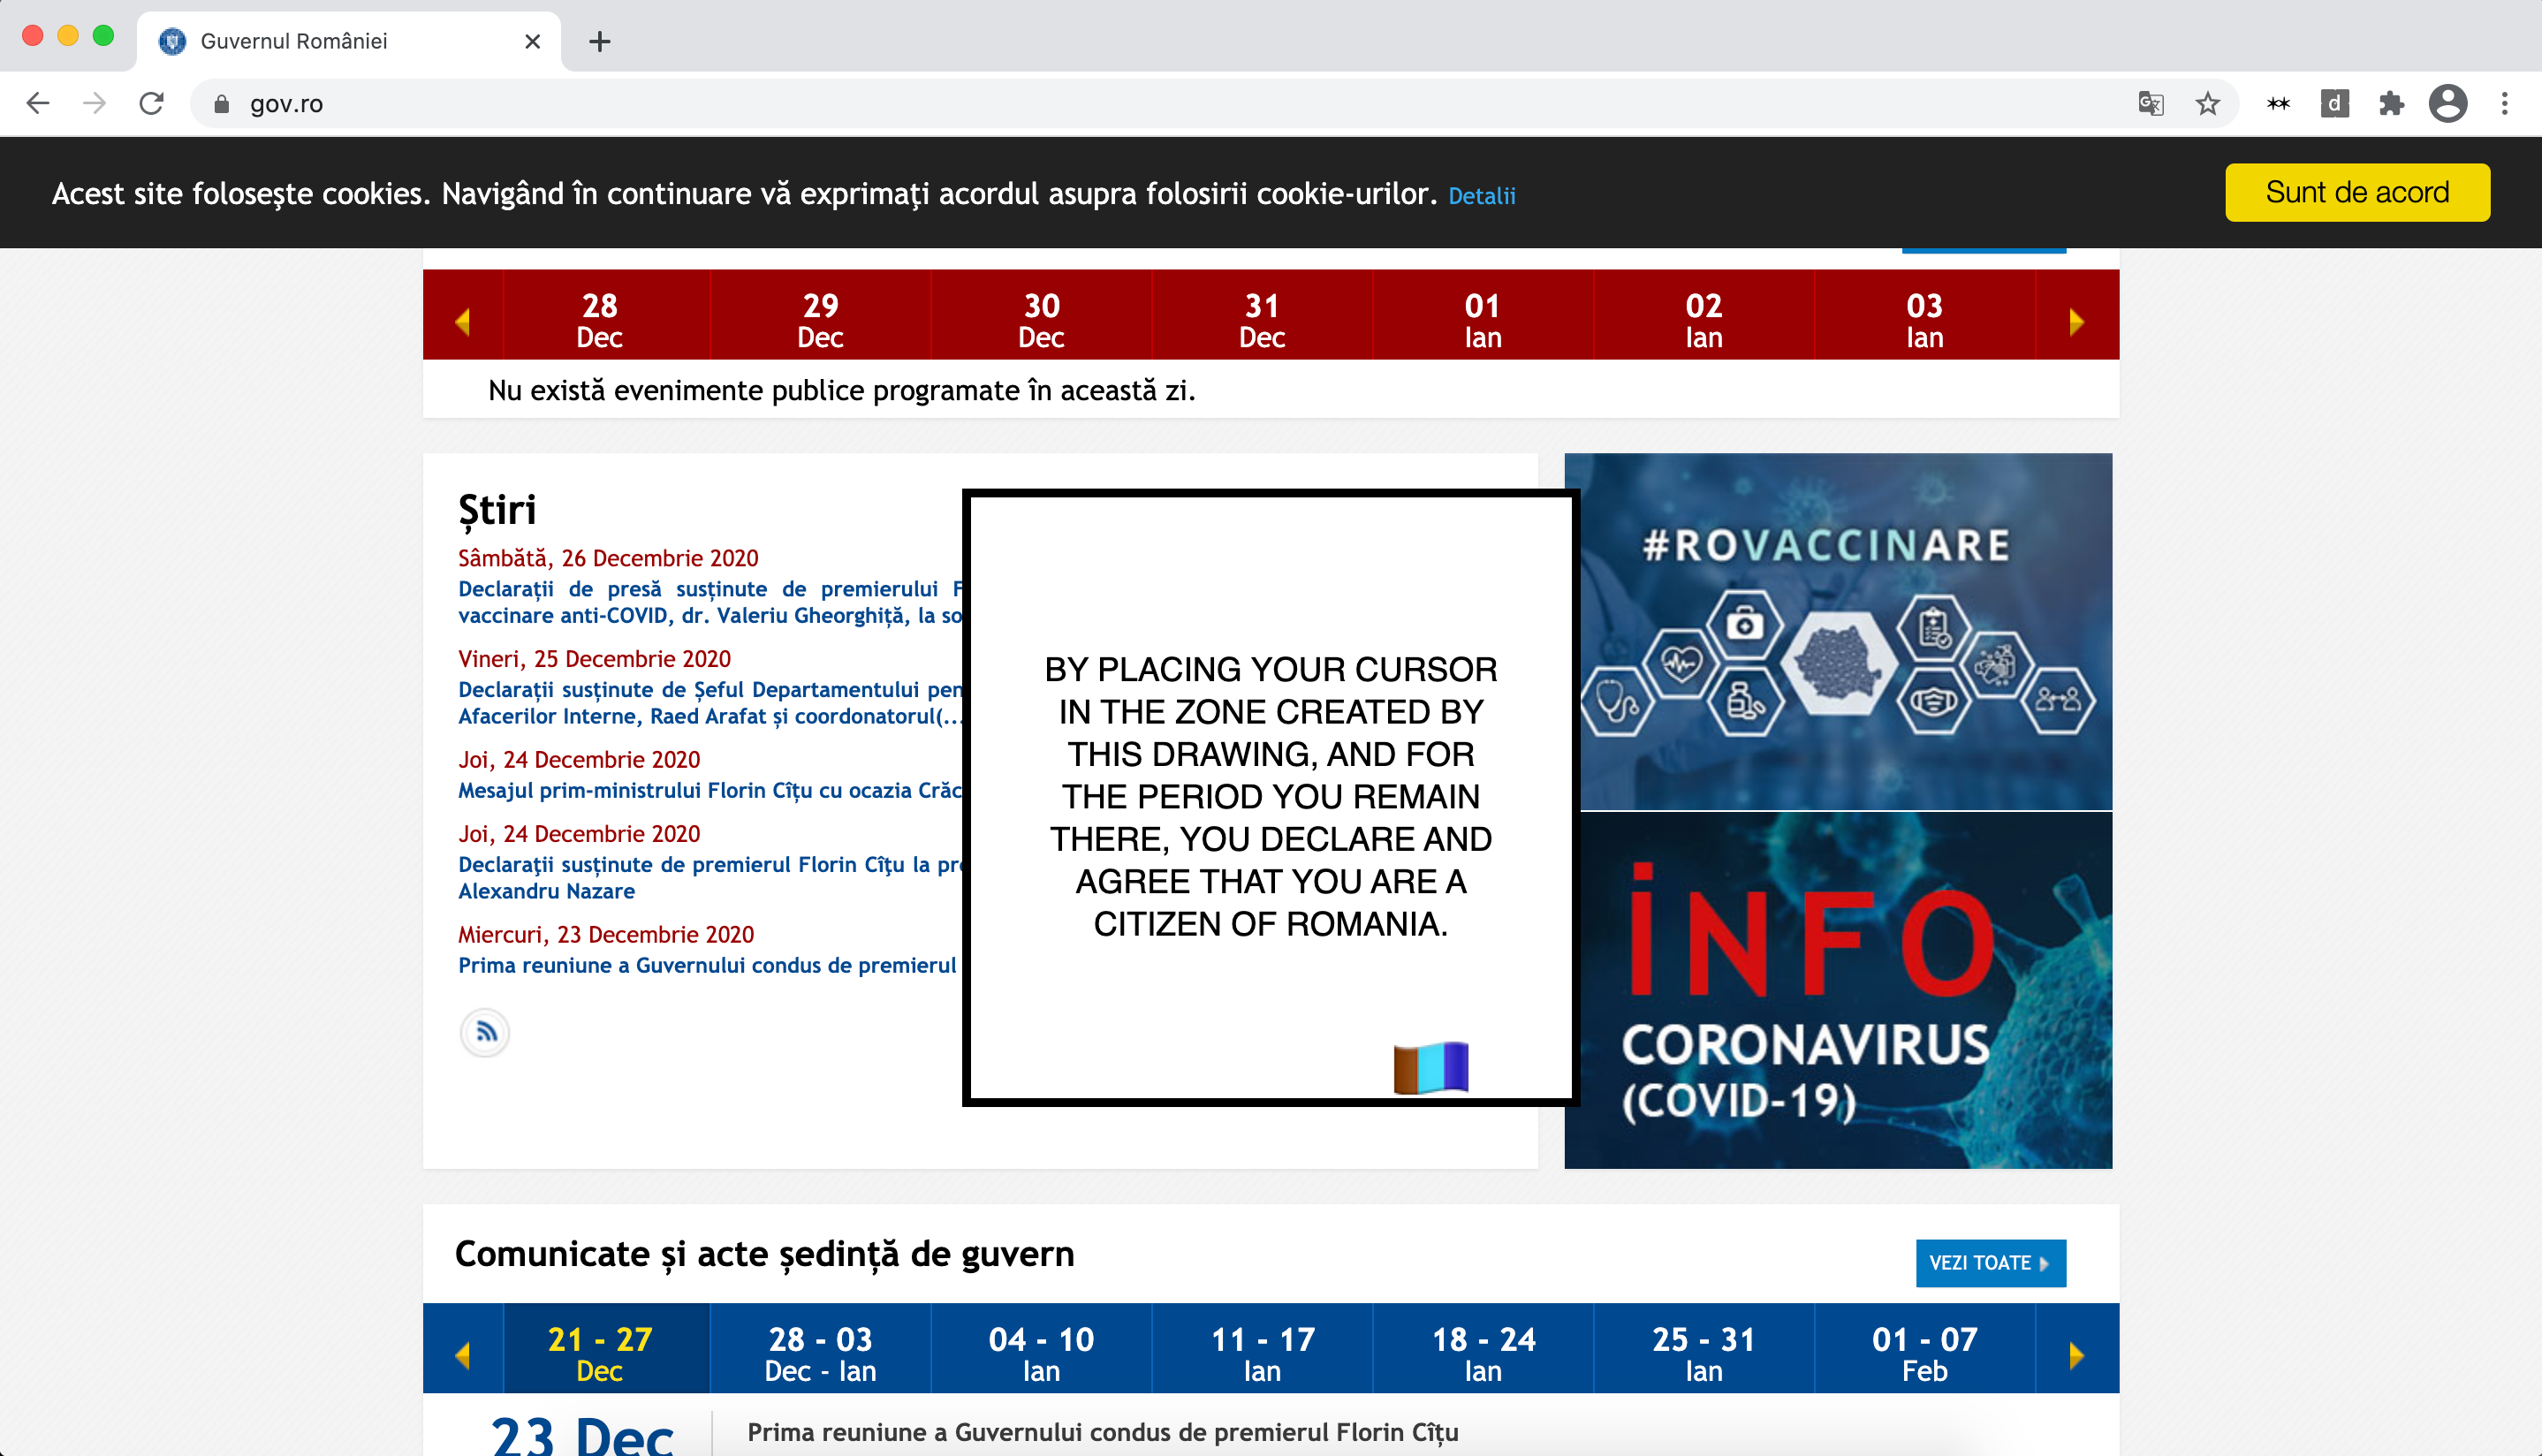 Guvernul României
gov.ro
Acest site folosește cookies. Navigând în continuare vă exprimați acordul asupra folosirii cookie-urilor. Detalii
Sunt de acord
28 Dec
29 Dec
30 Dec
31 Dec
01 Ian
02 Ian
03 Ian
Nu există evenimente publice programate în această zi.
Știri
Sâmbătă, 26 Decembrie 2020
Declarații de presă susținute de premierului F
vaccinare anti-COVID, dr. Valeriu Gheorghiță, la so
Vineri, 25 Decembrie 2020
Declarații susținute de Șeful Departamentului pen
Afacerilor Interne, Raed Arafat și coordonatorul(...
Joi, 24 Decembrie 2020
Mesajul prim-ministrului Florin Cîțu cu ocazia Crăc
Joi, 24 Decembrie 2020
Declaraţii susținute de premierul Florin Cîţu la pre
Alexandru Nazare
Miercuri, 23 Decembrie 2020
Prima reuniune a Guvernului condus de premierul
BY PLACING YOUR CURSOR
IN THE ZONE CREATED BY
THIS DRAWING, AND FOR
THE PERIOD YOU REMAIN
THERE, YOU DECLARE AND
AGREE THAT YOU ARE A
CITIZEN OF ROMANIA.
#ROVACCINARE
iNFO
CORONAVIRUS
(COVID-19)
Comunicate și acte ședință de guvern
VEZI TOATE
21 - 27 Dec
28 - 03 Dec - Ian
04 - 10 Ian
11 - 17 Ian
18 - 24 Ian
25 - 31 Ian
01 - 07 Feb
23 Dec
Prima reuniune a Guvernului condus de premierul Florin Cîțu